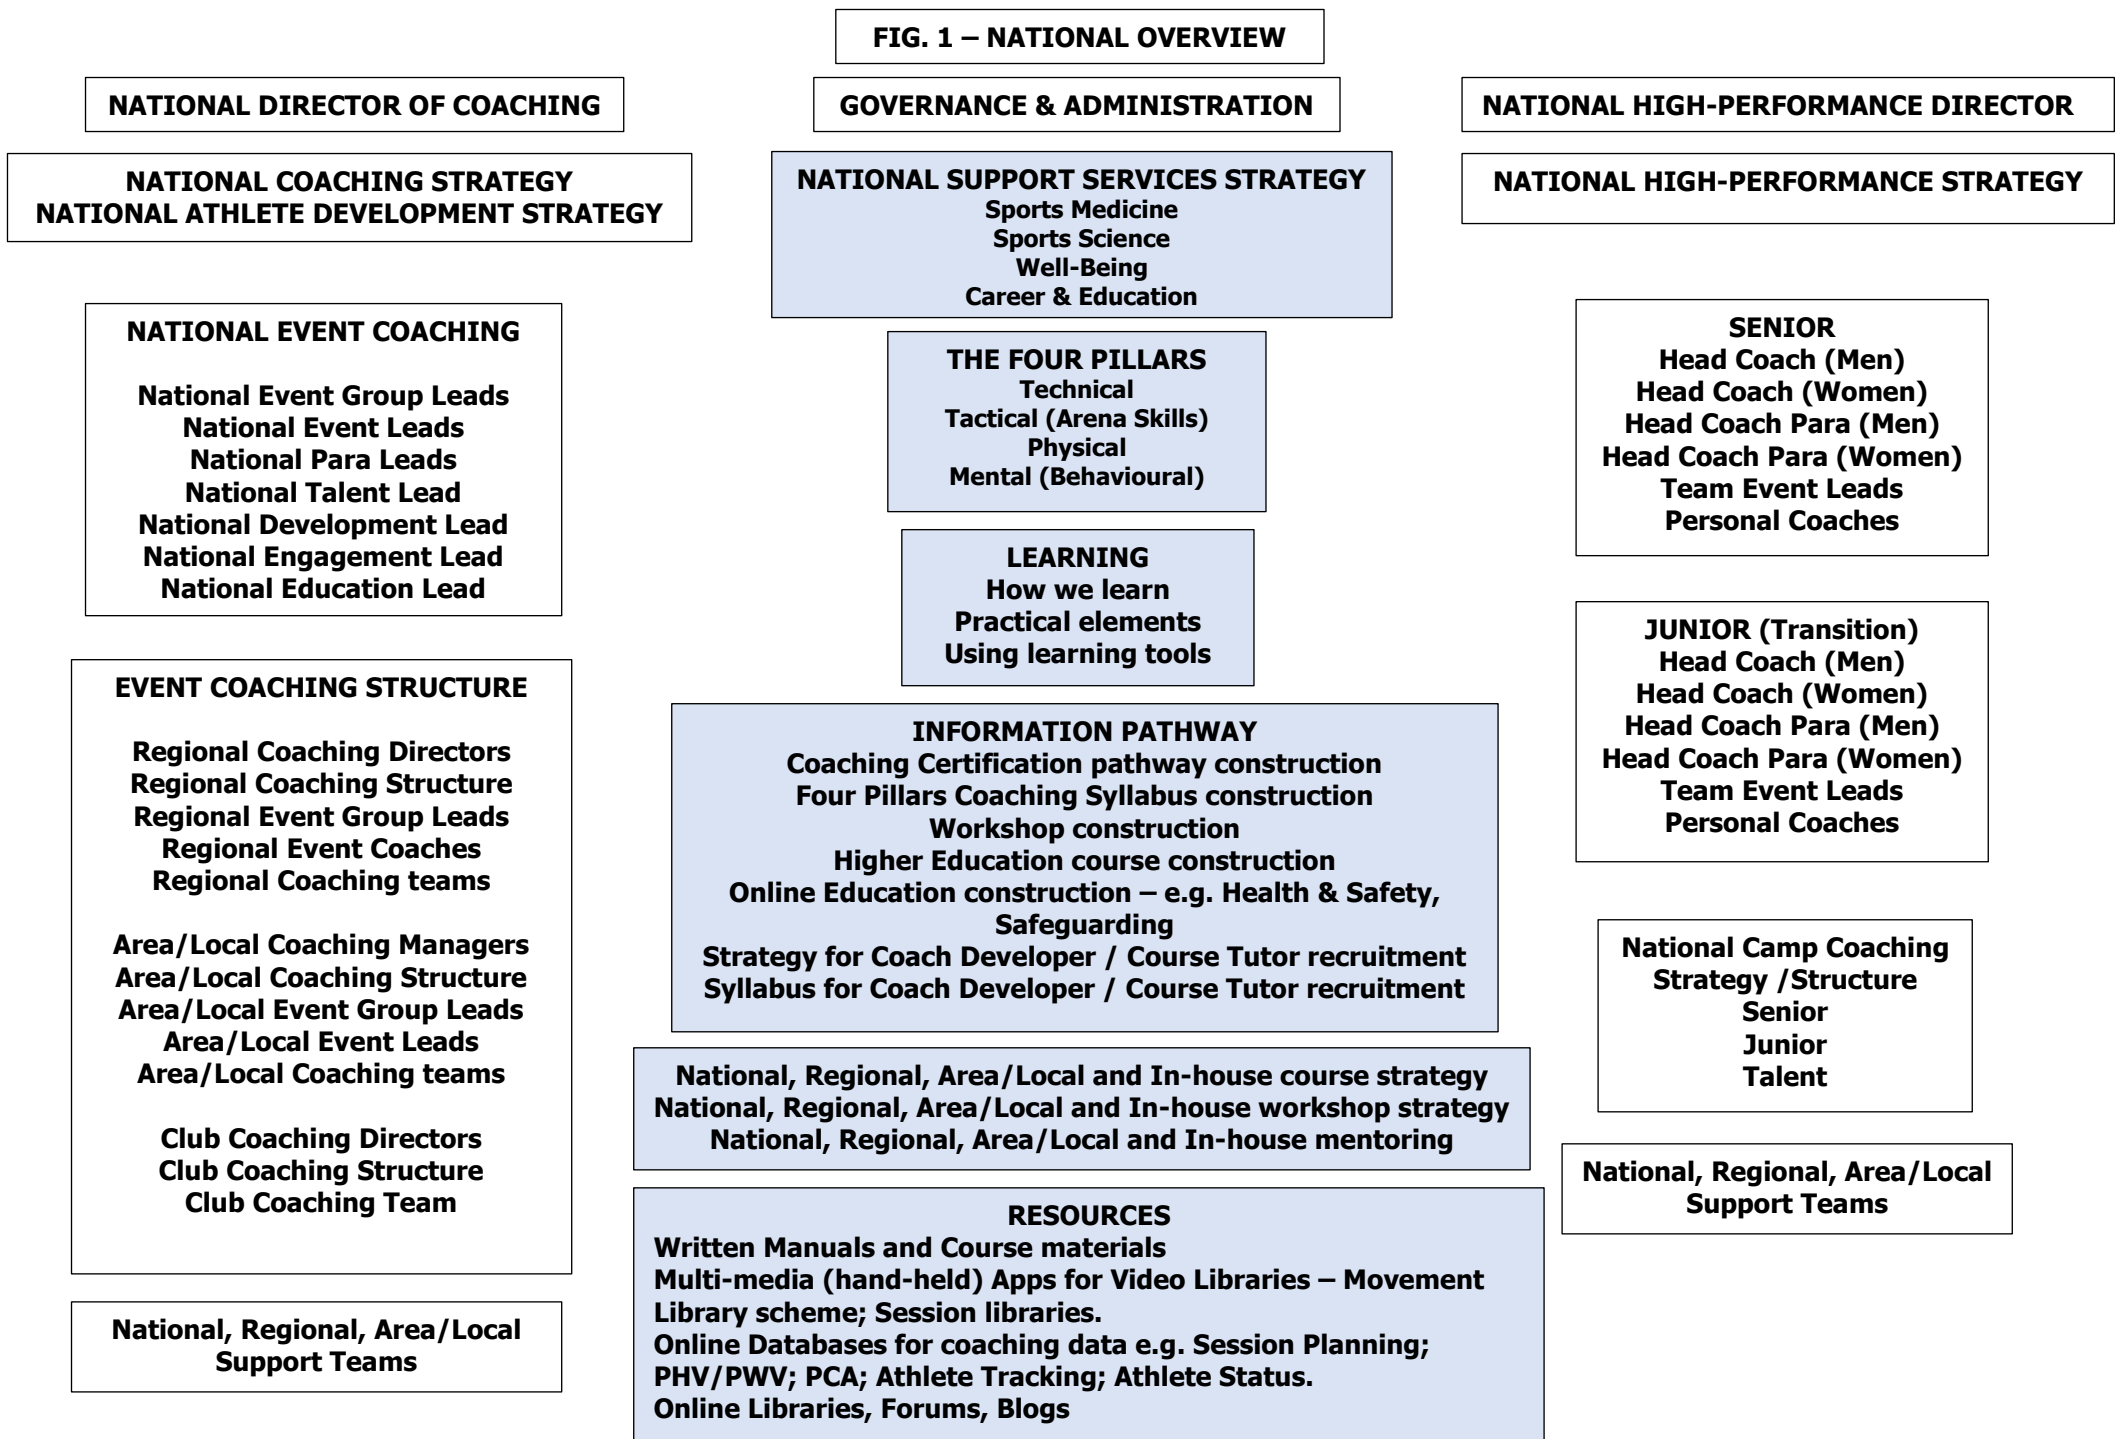 FIG. 1 – NATIONAL OVERVIEW
NATIONAL DIRECTOR OF COACHING
GOVERNANCE & ADMINISTRATION
NATIONAL HIGH-PERFORMANCE DIRECTOR
NATIONAL COACHING STRATEGY
NATIONAL ATHLETE DEVELOPMENT STRATEGY
NATIONAL EVENT COACHING
National Event Group Leads
National Event Leads
National Para Leads
National Talent Lead
National Development Lead
National Engagement Lead
National Education Lead
EVENT COACHING STRUCTURE
Regional Coaching Directors
Regional Coaching Structure
Regional Event Group Leads
Regional Event Coaches
Regional Coaching teams
Area/Local Coaching Managers
Area/Local Coaching Structure
Area/Local Event Group Leads
Area/Local Event Leads
Area/Local Coaching teams
Club Coaching Directors
Club Coaching Structure
Club Coaching Team
National, Regional, Area/Local
Support Teams
NATIONAL SUPPORT SERVICES STRATEGY
Sports Medicine
Sports Science
Well-Being
Career & Education
THE FOUR PILLARS
Technical
Tactical (Arena Skills)
Physical
Mental (Behavioural)
LEARNING
How we learn
Practical elements
Using learning tools
INFORMATION PATHWAY
Coaching Certification pathway construction
Four Pillars Coaching Syllabus construction
Workshop construction
Higher Education course construction
Online Education construction – e.g. Health & Safety,
Safeguarding
Strategy for Coach Developer / Course Tutor recruitment
Syllabus for Coach Developer / Course Tutor recruitment
National, Regional, Area/Local and In-house course strategy
National, Regional, Area/Local and In-house workshop strategy
National, Regional, Area/Local and In-house mentoring
RESOURCES
Written Manuals and Course materials
Multi-media (hand-held) Apps for Video Libraries – Movement
Library scheme; Session libraries.
Online Databases for coaching data e.g. Session Planning;
PHV/PWV; PCA; Athlete Tracking; Athlete Status.
Online Libraries, Forums, Blogs
NATIONAL HIGH-PERFORMANCE STRATEGY
SENIOR
Head Coach (Men)
Head Coach (Women)
Head Coach Para (Men)
Head Coach Para (Women)
Team Event Leads
Personal Coaches
JUNIOR (Transition)
Head Coach (Men)
Head Coach (Women)
Head Coach Para (Men)
Head Coach Para (Women)
Team Event Leads
Personal Coaches
National Camp Coaching
Strategy /Structure
Senior
Junior
Talent
National, Regional, Area/Local
Support Teams